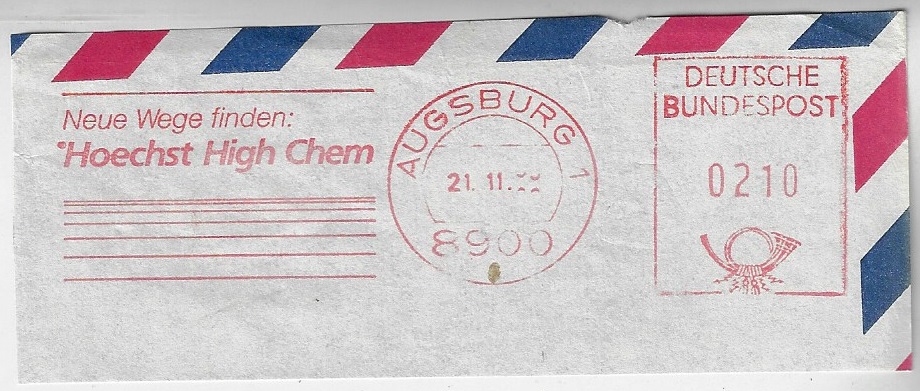 Neue Wege finden:
Hoechst High Chem
AUGSBURG 1
21. 11.
8900
DEUTSCHE
BUNDESPOST
0210